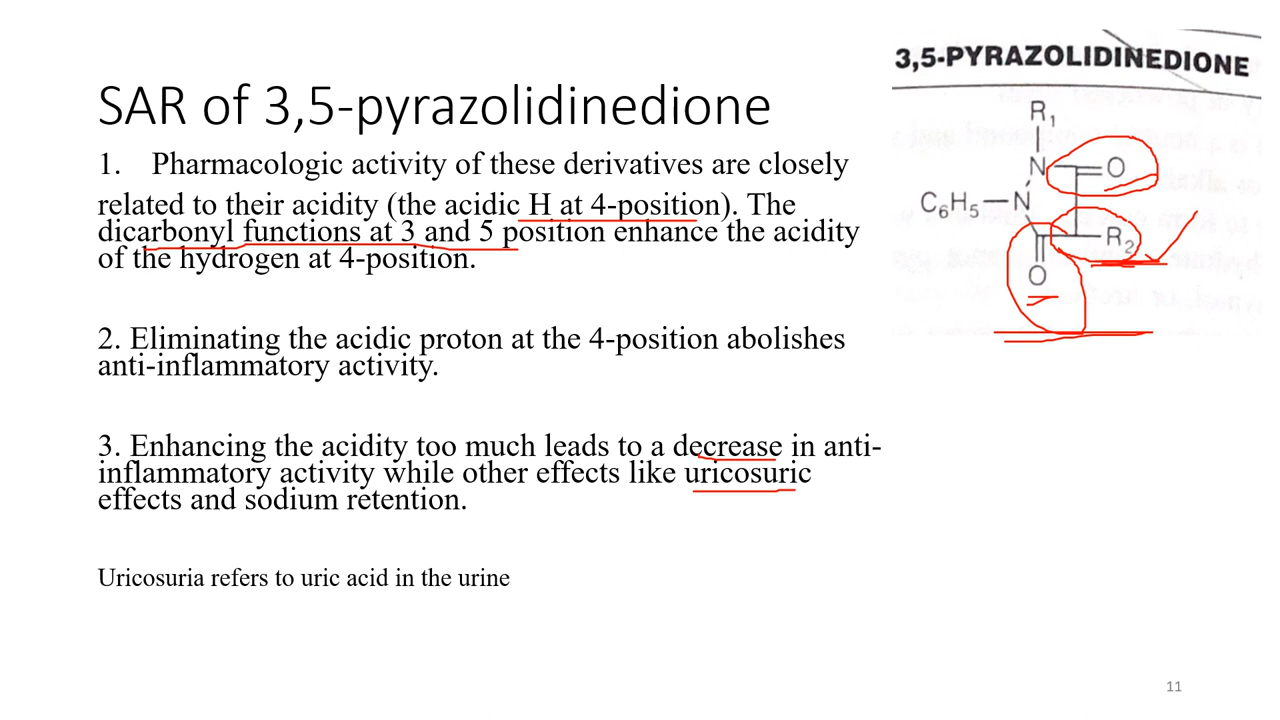 3,5-PYRAZOLIDINEDIONE
SAR of 3,5-pyrazolidinedione
R1
N
O
C6H5
N
R2
O
1. Pharmacologic activity of these derivatives are closely
related to their acidity (the acidic H at 4-position). The
dicarbonyl functions at 3 and 5 position enhance the acidity
of the hydrogen at 4-position.
2. Eliminating the acidic proton at the 4-position abolishes
anti-inflammatory activity.
3. Enhancing the acidity too much leads to a decrease in anti-
inflammatory activity while other effects like uricosuric
effects and sodium retention.
Uricosuria refers to uric acid in the urine
11